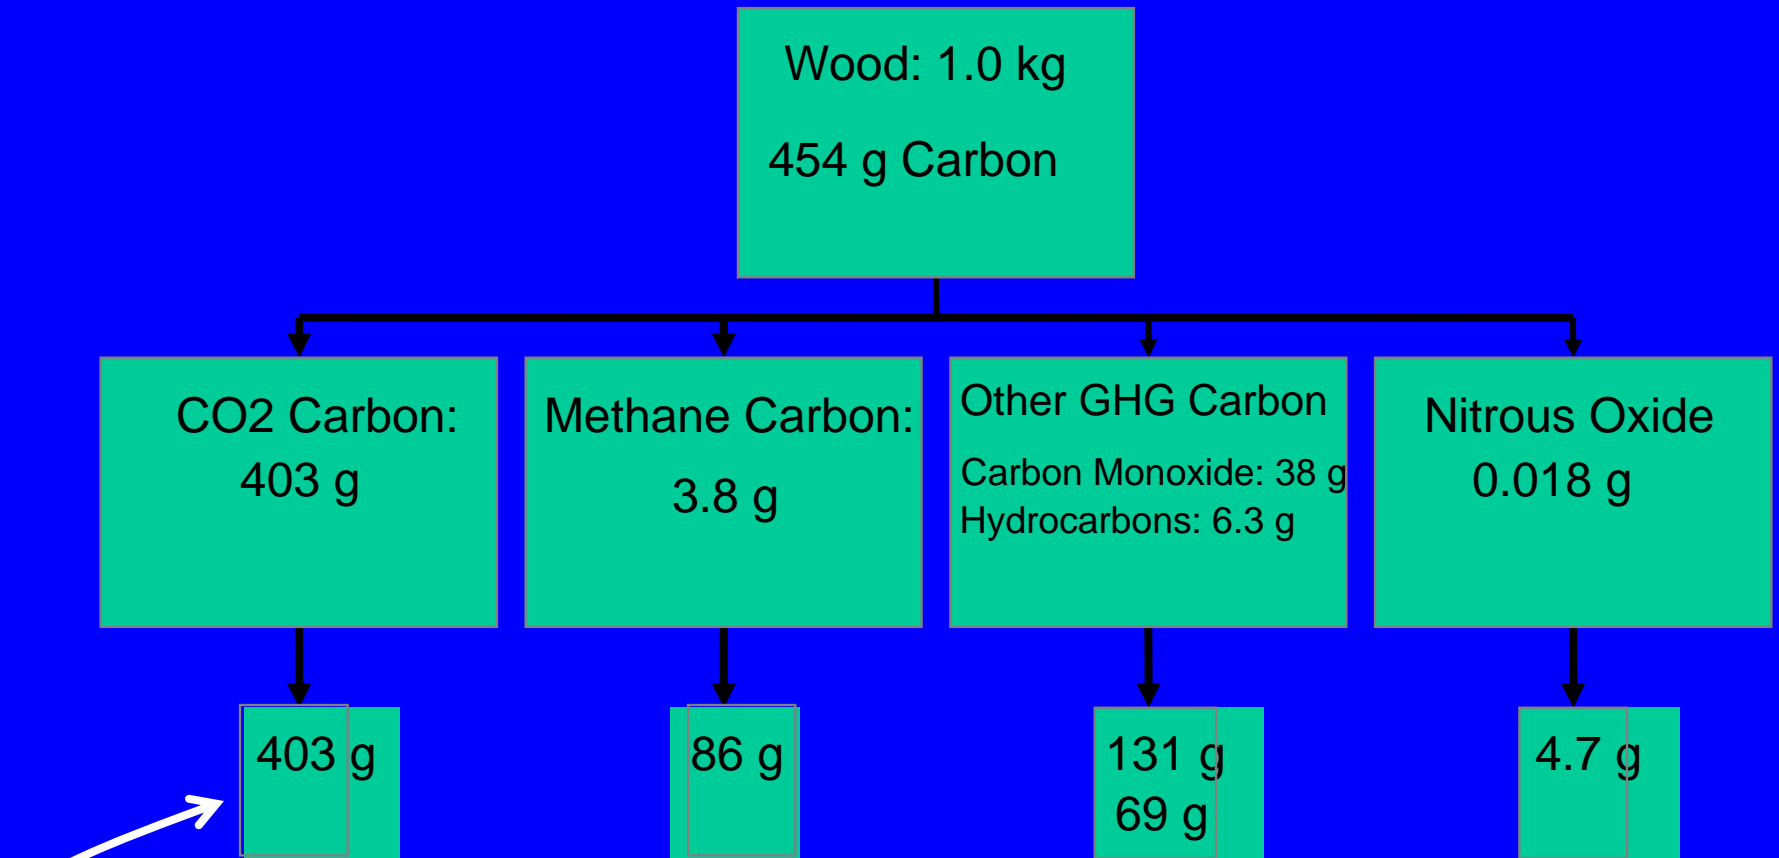 Wood: 1.0 kg
454 g Carbon
CO2 Carbon:
403 g
Methane Carbon:
3.8 g
Other GHG Carbon
Carbon Monoxide: 38 g
Hydrocarbons: 6.3 g
Nitrous Oxide
0.018 g
403 g
86 g
131 g
69 g
4.7 g